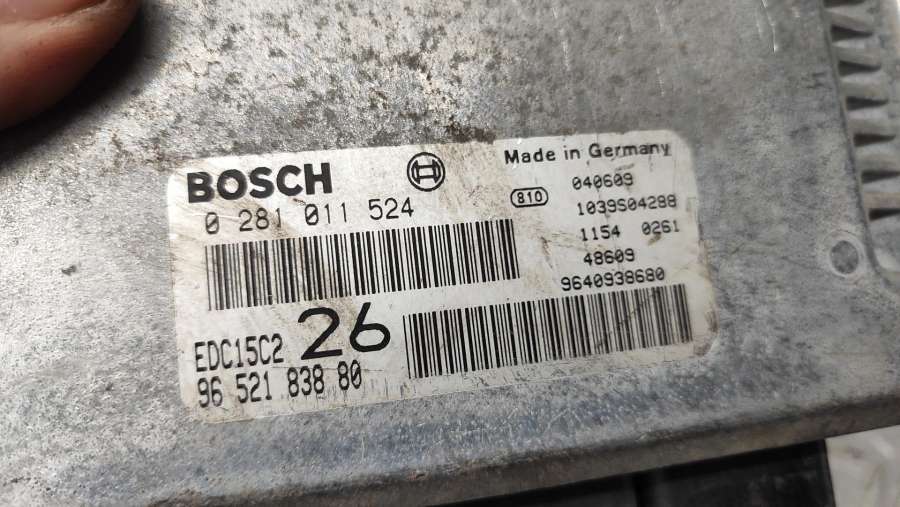 BOSCH
Made in Germany
0 281 011 524
810
040609
1039S04288
1154 0261
48609
9640938680
EDC15C2
26
96 521 838 80